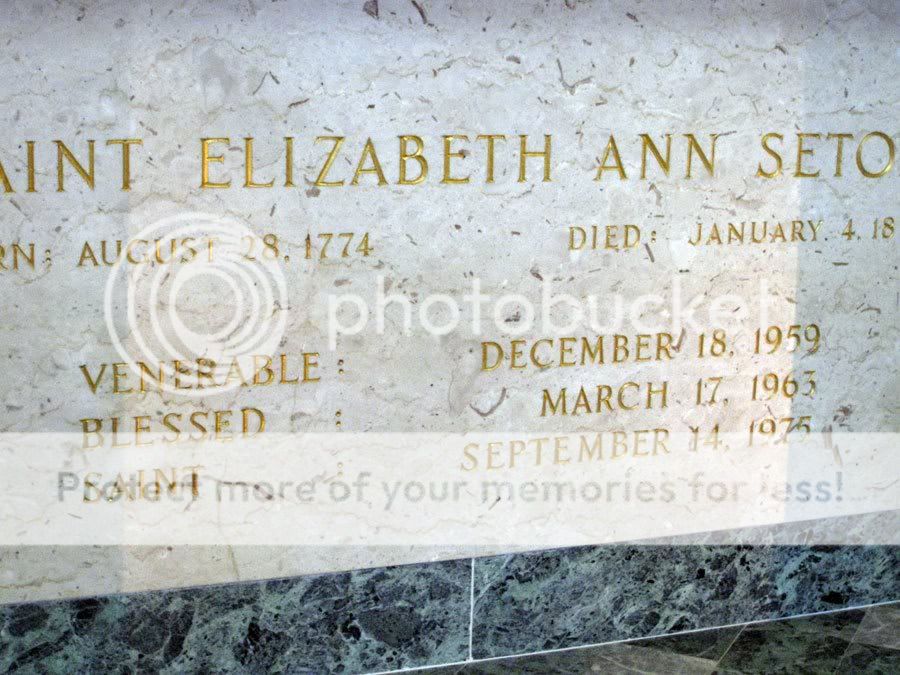 AINT ELIZABETH ANN SETO
RN: AUGUST 28, 1774 DIED: JANUARY 4, 18
photobucket
VENERABLE : DECEMBER 18, 1959
BLESSED : MARCH 17, 1963
SAINT : SEPTEMBER 14, 1975
Protect more of your memories for less!